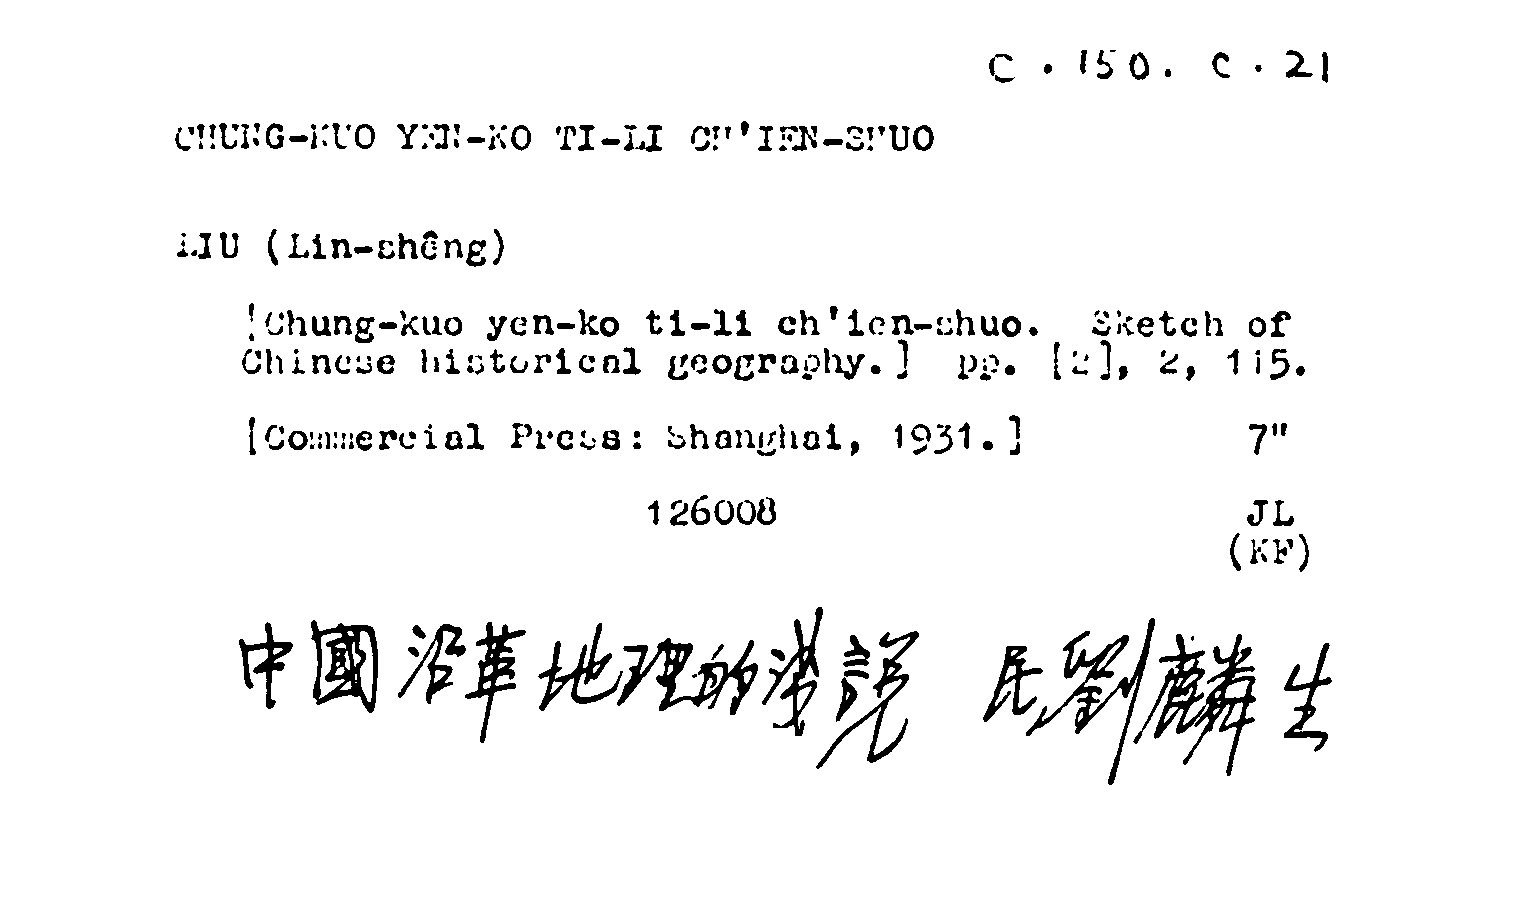 C. 150. c. 21
CHUNG-KUO YEN-KO TI-LI CH'IEN-SHUO
LIU (Lin-shêng)
[Chung-kuo yen-ko ti-li ch'ien-shuo. Sketch of
Chinese historical geography.] pp. [2], 2, 115.
[Commercial Press: Shanghai, 1931.] 7"
126008 JL
(KF)
中國沿革地理的淺說 民劉麟生